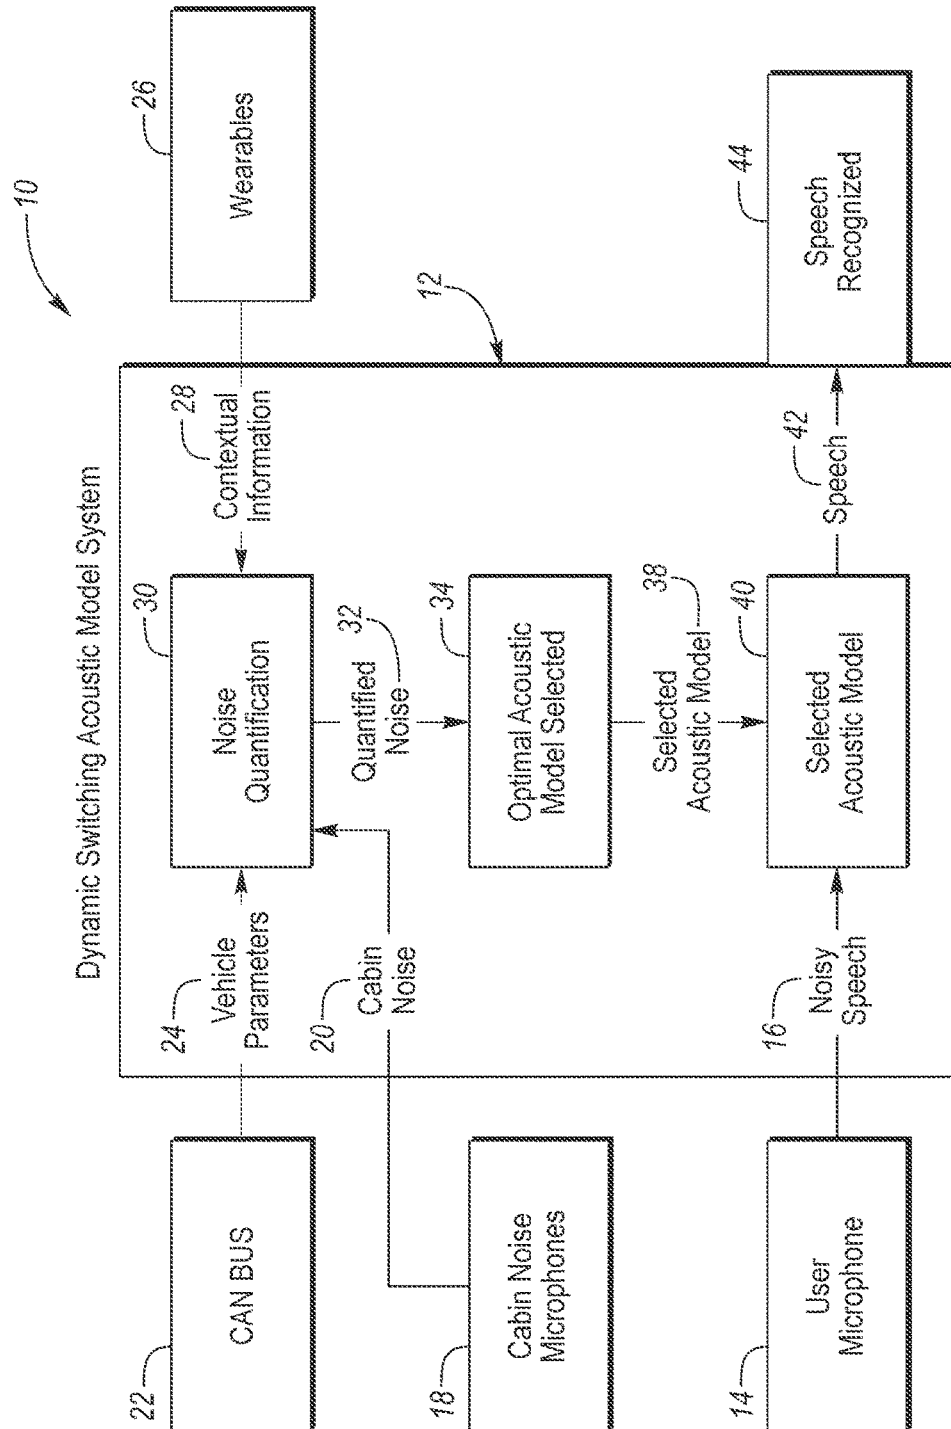 10
Dynamic Switching Acoustic Model System
12
22
CAN BUS
24
Vehicle
Parameters
30
Noise
Quantification
28
Contextual
Information
26
Wearables
18
Cabin Noise
Microphones
20
Cabin
Noise
Quantified
Noise
32
34
Optimal Acoustic
Model Selected
Selected
Acoustic Model
38
14
User
Microphone
16
Noisy
Speech
40
Selected
Acoustic Model
42
Speech
44
Speech
Recognized